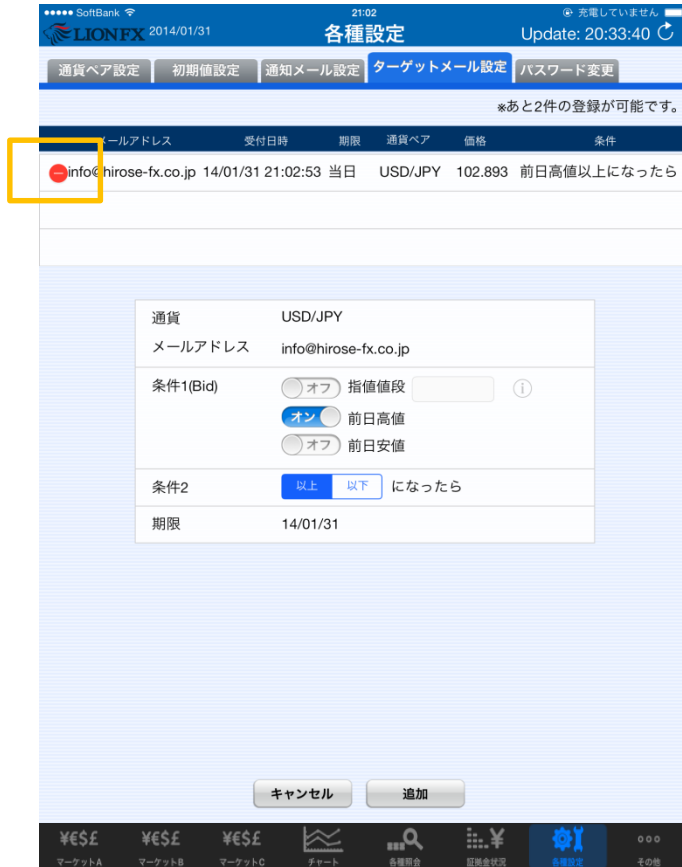 SoftBank 21:02 充電していません
LION FX 2014/01/31 各種設定 Update: 20:33:40
通貨ペア設定 初期値設定 通知メール設定 ターゲットメール設定 パスワード変更
※あと2件の登録が可能です。
メールアドレス 受付日時 期限 通貨ペア 価格 条件
info@hirose-fx.co.jp 14/01/31 21:02:53 当日 USD/JPY 102.893 前日高値以上になったら
通貨 USD/JPY
メールアドレス info@hirose-fx.co.jp
条件1(Bid) オフ 指値値段
オン 前日高値
オフ 前日安値
条件2 以上 以下 になったら
期限 14/01/31
キャンセル 追加
¥€$£ ¥€$£ ¥€$£ ¥
マーケットA マーケットB マーケットC チャート 各種照会 証拠金状況 各種設定 その他